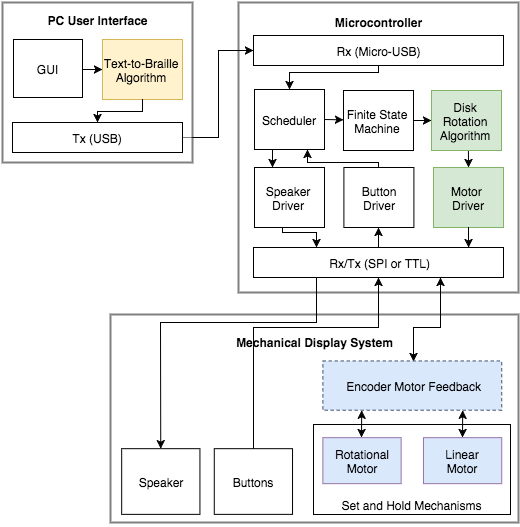 PC User Interface
GUI
Text-to-Braille
Algorithm
Tx (USB)
Microcontroller
Rx (Micro-USB)
Scheduler
Finite State
Machine
Disk
Rotation
Algorithm
Speaker
Driver
Button
Driver
Motor
Driver
Rx/Tx (SPI or TTL)
Mechanical Display System
Encoder Motor Feedback
Speaker
Buttons
Rotational
Motor
Linear
Motor
Set and Hold Mechanisms